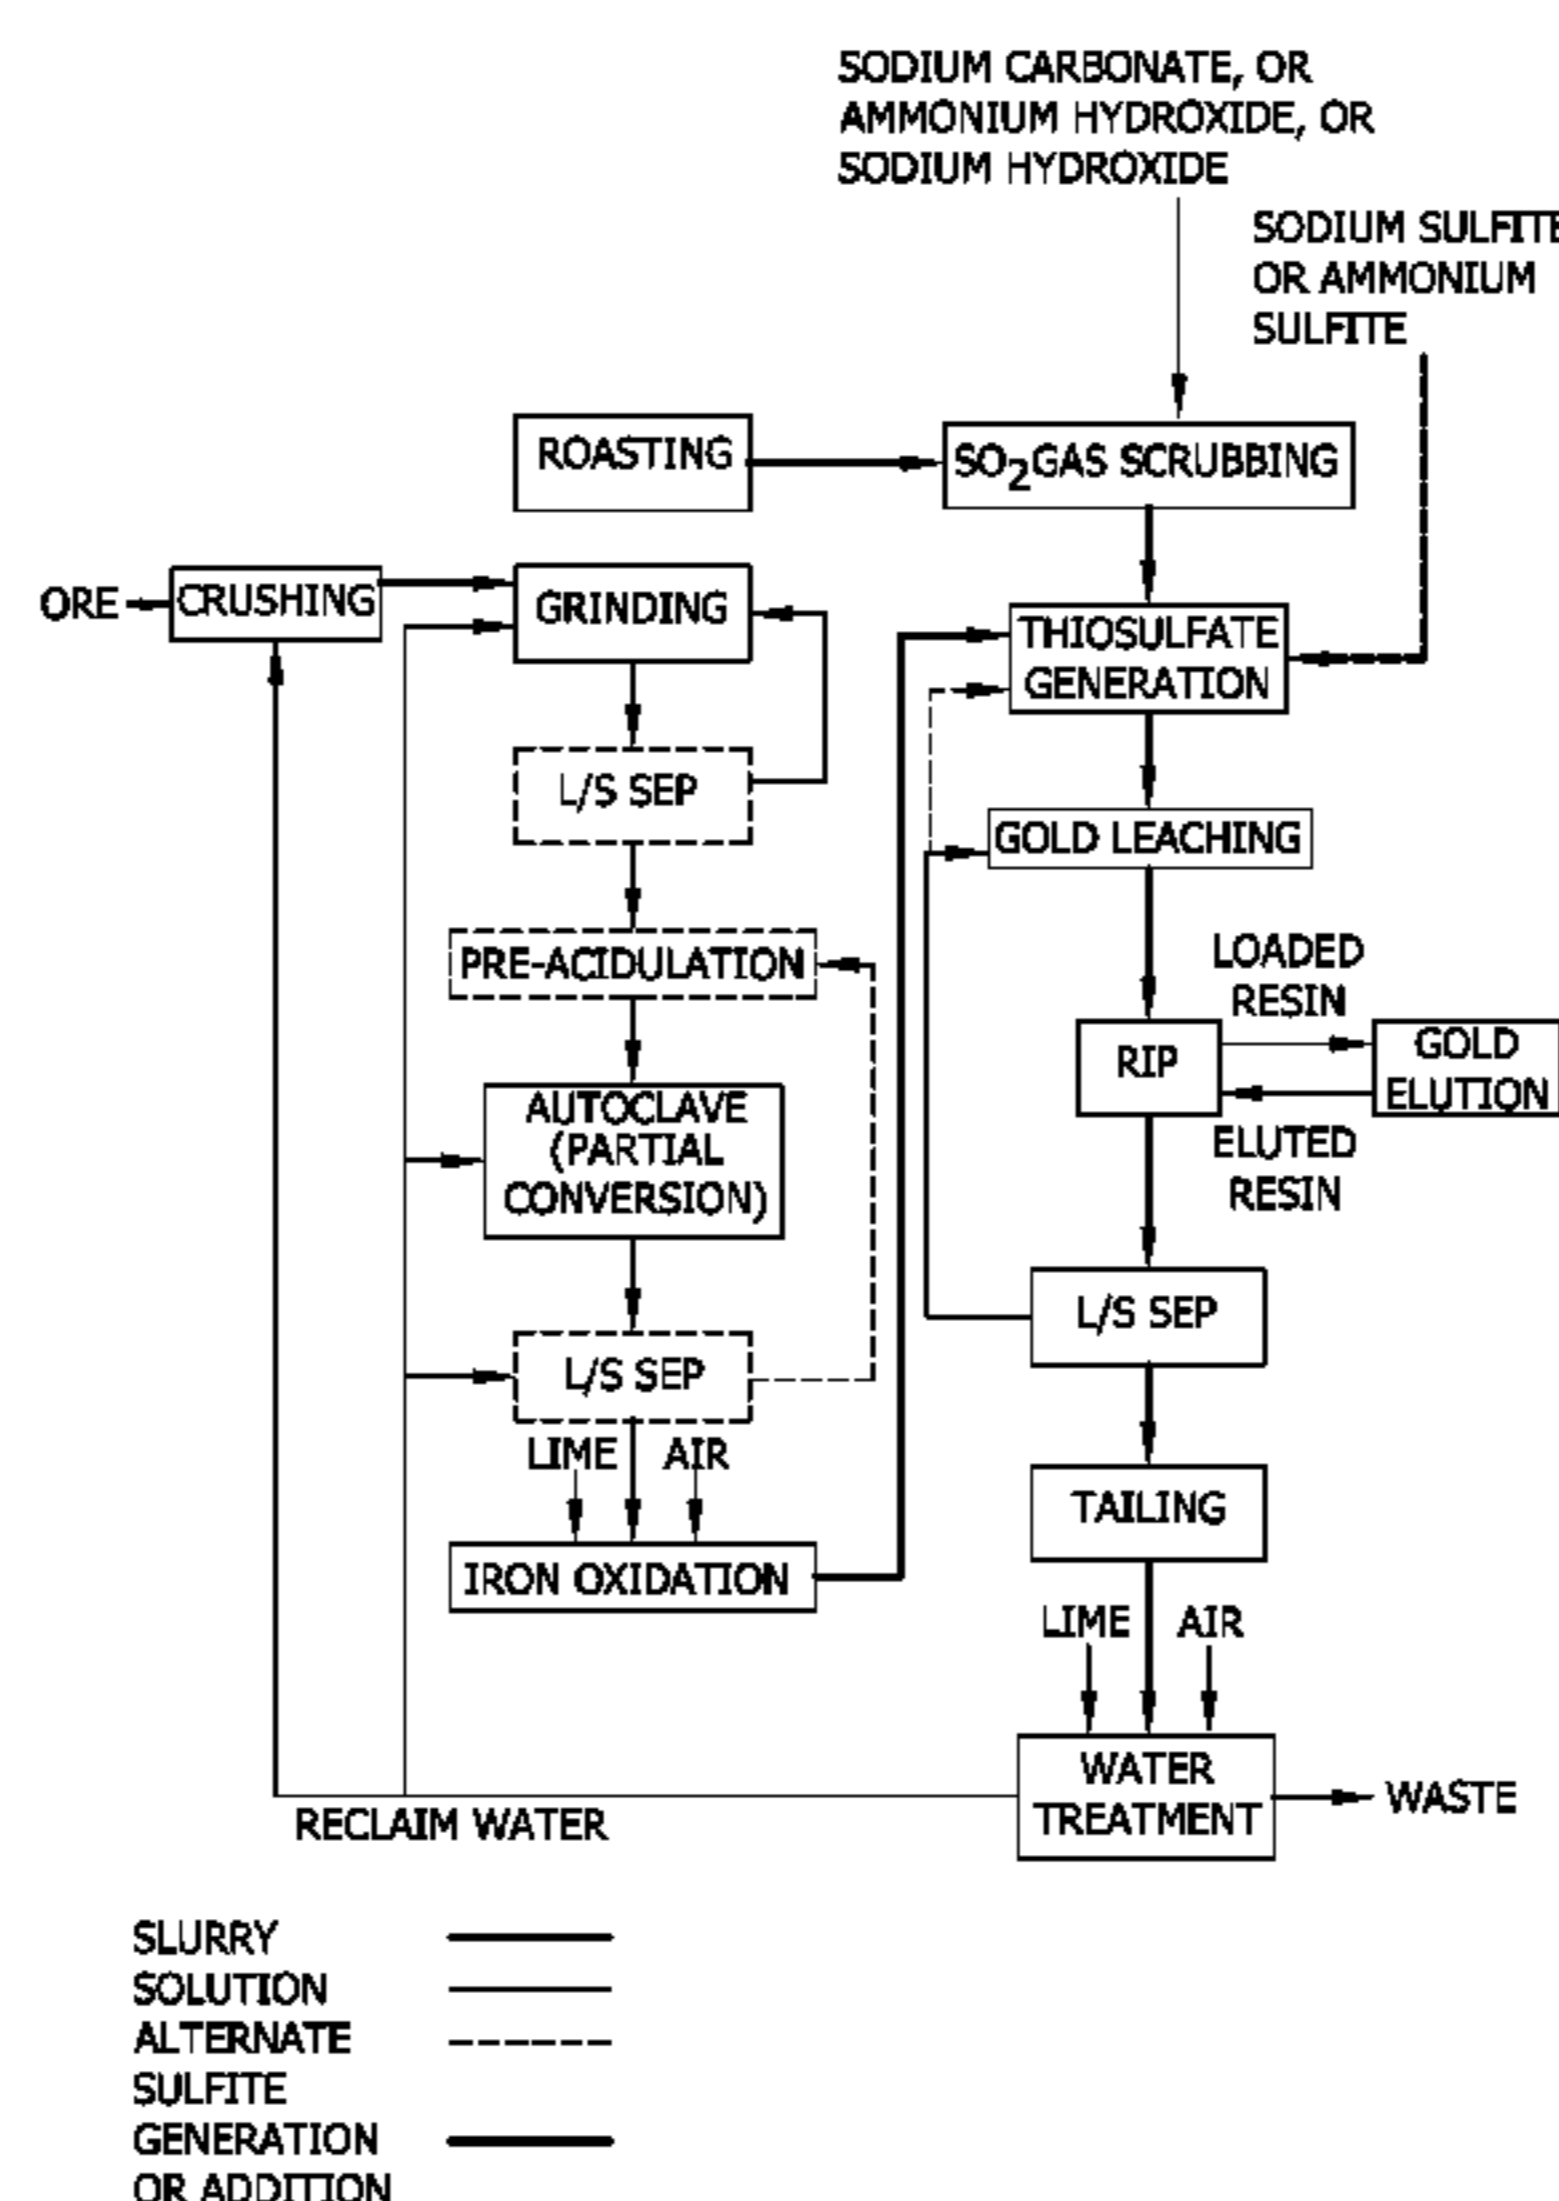 SODIUM CARBONATE, OR
AMMONIUM HYDROXIDE, OR
SODIUM HYDROXIDE
SODIUM SULFITE
OR AMMONIUM
SULFITE
ROASTING
SO2GAS SCRUBBING
ORE
CRUSHING
GRINDING
THIOSULFATE
GENERATION
L/S SEP
GOLD LEACHING
PRE-ACIDULATION
LOADED
RESIN
RIP
GOLD
ELUTION
AUTOCLAVE
(PARTIAL
CONVERSION)
ELUTED
RESIN
L/S SEP
L/S SEP
LIME
AIR
TAILING
IRON OXIDATION
LIME
AIR
WATER
TREATMENT
WASTE
RECLAIM WATER
SLURRY
SOLUTION
ALTERNATE
SULFITE
GENERATION
OR ADDITION